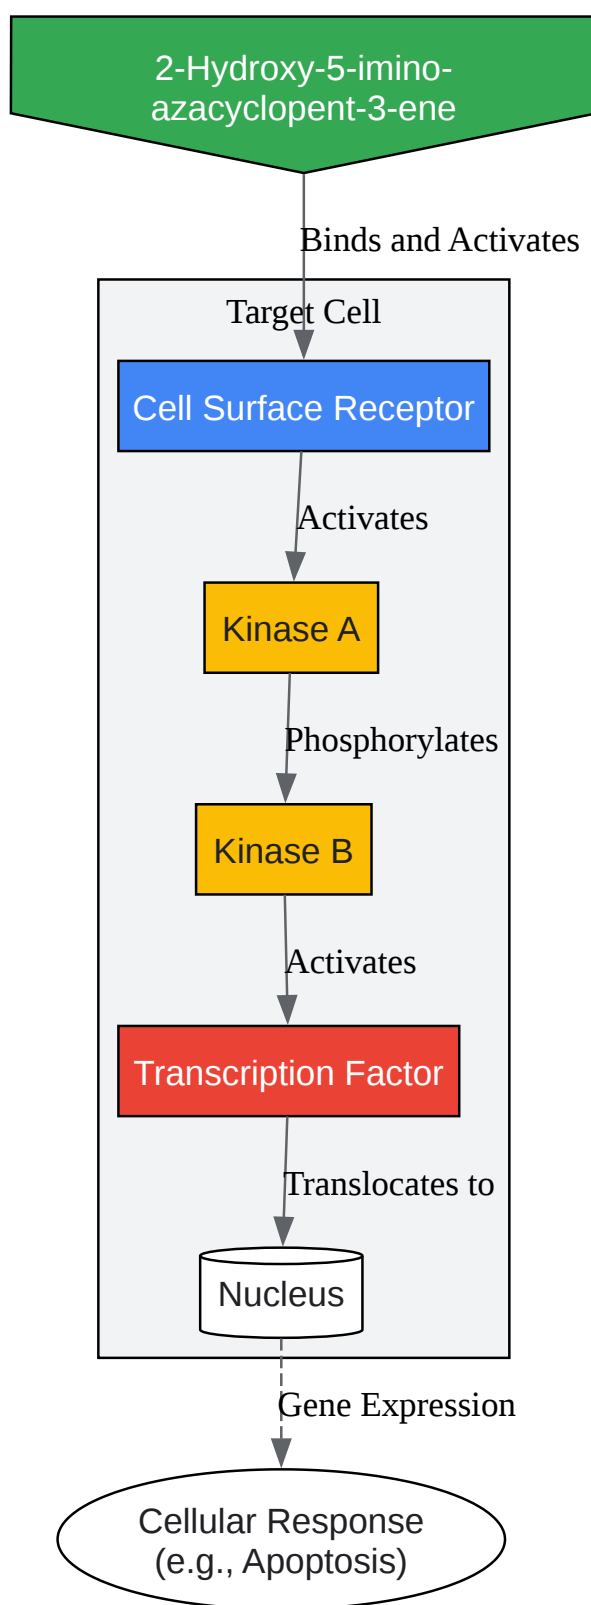 2-Hydroxy-5-imino-
azacyclopent-3-ene
Binds and Activates
Target Cell
Cell Surface Receptor
Activates
Kinase A
Phosphorylates
Kinase B
Activates
Transcription Factor
Translocates to
Nucleus
Gene Expression
Cellular Response
(e.g., Apoptosis)